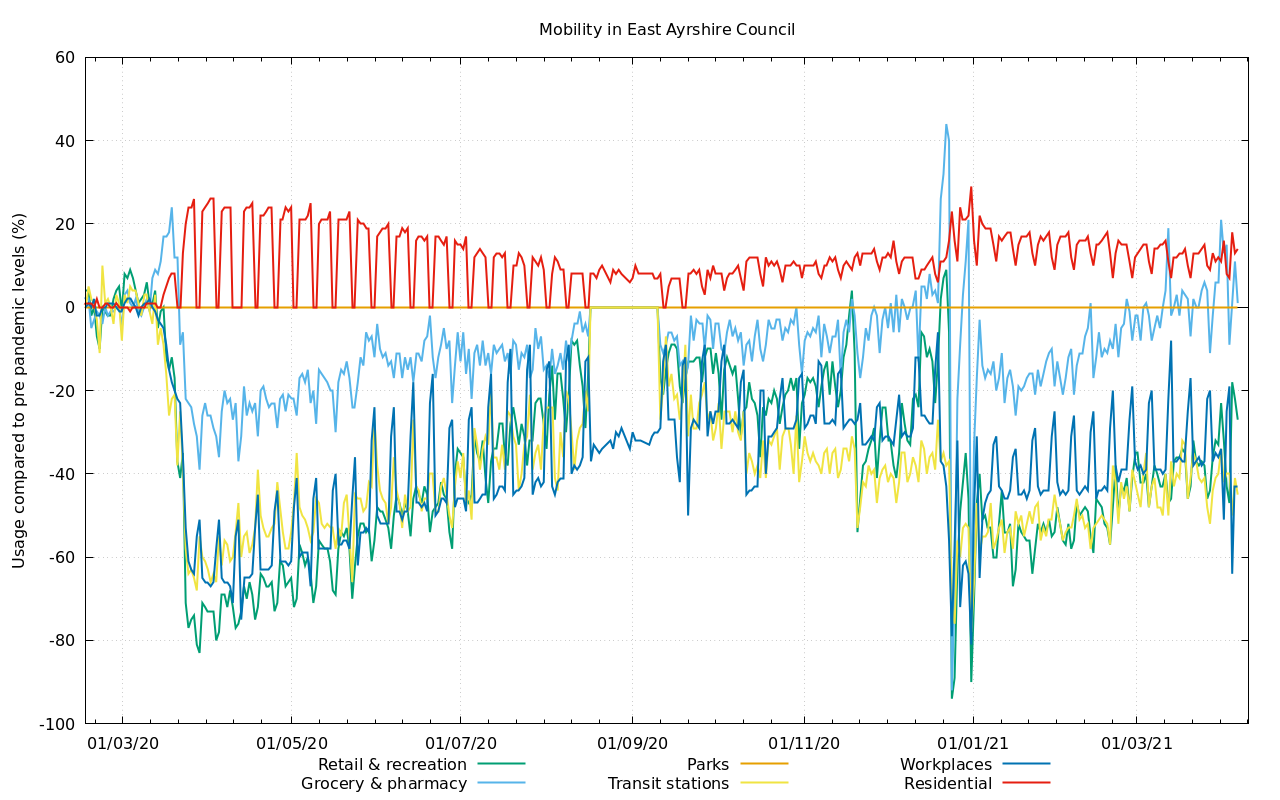 Mobility in East Ayrshire Council
Usage compared to pre pandemic levels (%)
60
40
20
0
-20
-40
-60
-80
-100
01/03/20 01/05/20 01/07/20 01/09/20 01/11/20 01/01/21 01/03/21
Retail & recreation Parks Workplaces
Grocery & pharmacy Transit stations Residential